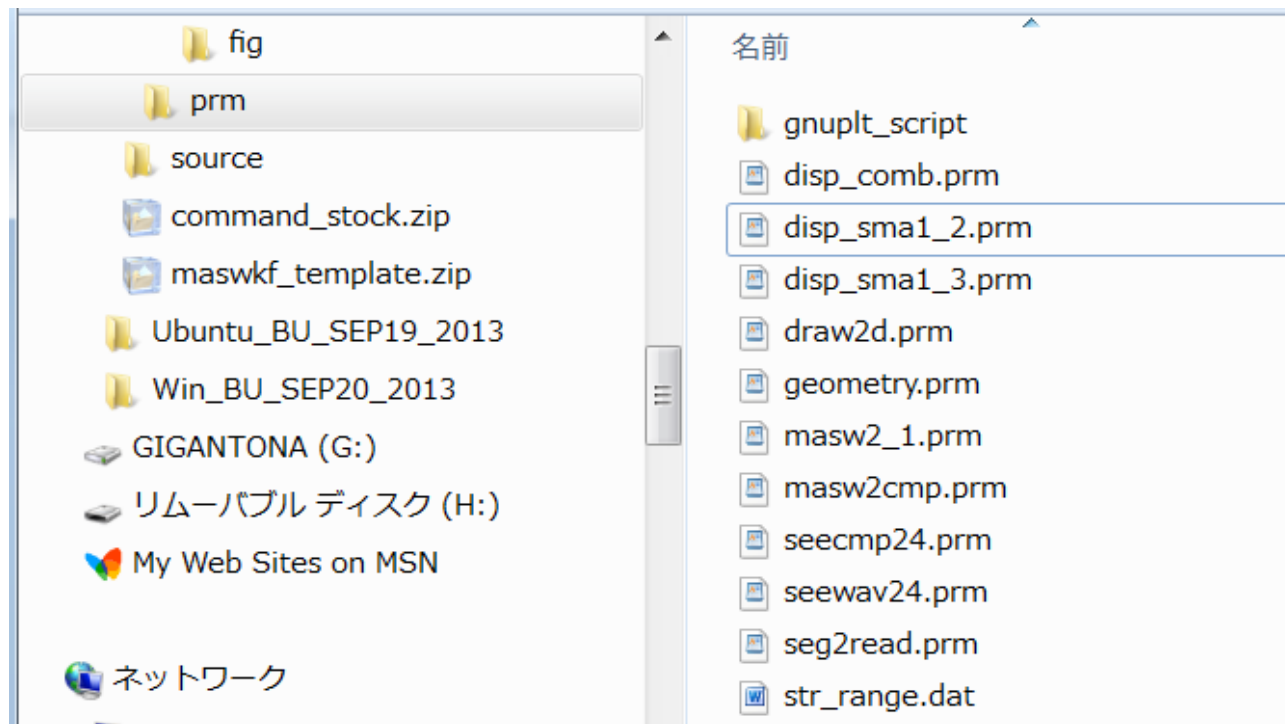 fig
prm
source
command_stock.zip
maswkf_template.zip
Ubuntu_BU_SEP19_2013
Win_BU_SEP20_2013
GIGANTONA (G:)
リムーバブル ディスク (H:)
My Web Sites on MSN
ネットワーク
名前
gnuplt_script
disp_comb.prm
disp_sma1_2.prm
disp_sma1_3.prm
draw2d.prm
geometry.prm
masw2_1.prm
masw2cmp.prm
seecmp24.prm
seewav24.prm
seg2read.prm
str_range.dat